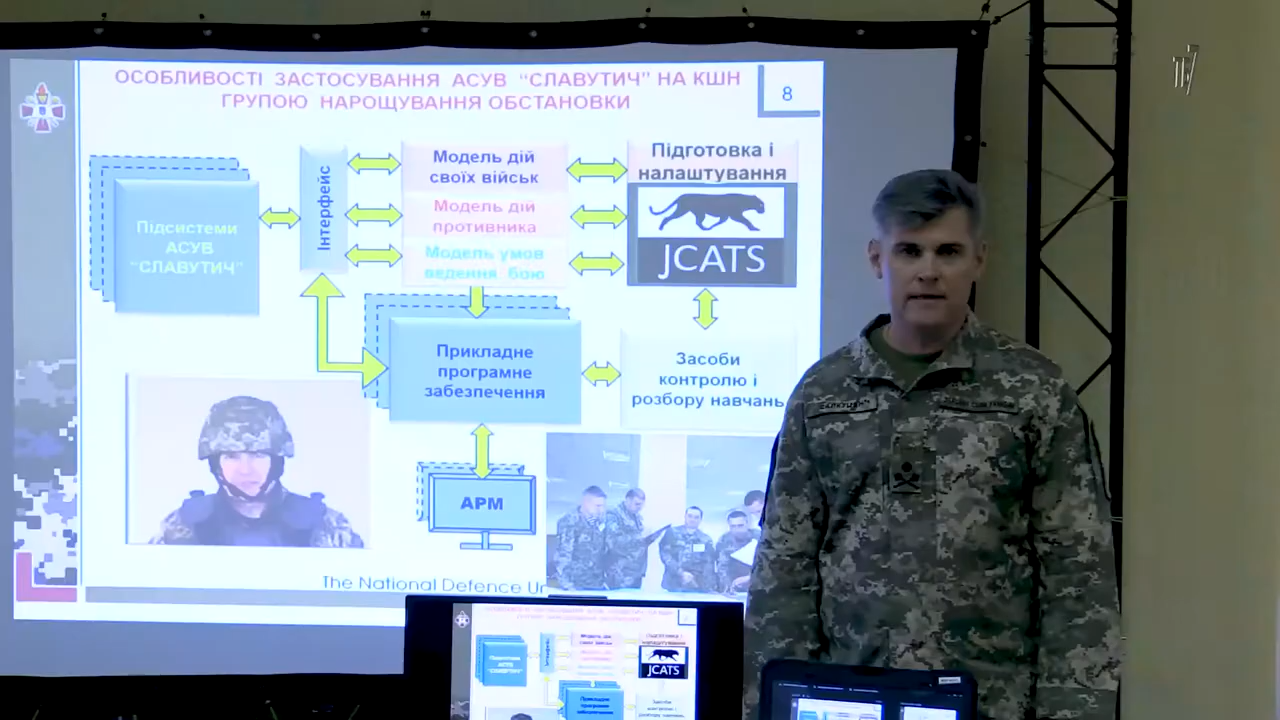 ОСОБЛИВОСТІ ЗАСТОСУВАННЯ АСУВ “СЛАВУТИЧ” НА КШН
ГРУПОЮ НАРОЩУВАННЯ ОБСТАНОВКИ
8
Підсистеми
АСУВ
“СЛАВУТИЧ”
Інтерфейс
Модель дій
своїх військ
Модель дій
противника
Модель умов
ведення бою
Підготовка і
налаштування
JCATS
Прикладне
програмне
забезпечення
Засоби
контролю і
розбору навчань
АРМ
The National Defence Un
JCATS